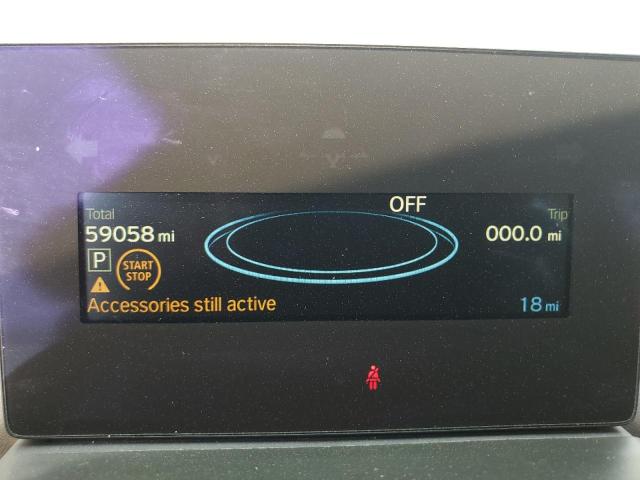 OFF
Total
Trip
59058 mi
000.0 mi
P
START
STOP
Accessories still active
18 mi